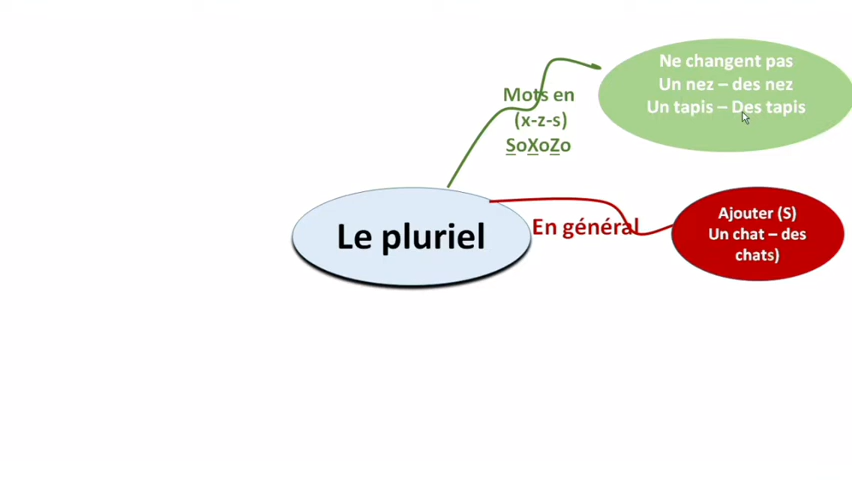 Ne changent pas
Un nez – des nez
Un tapis – Des tapis
Mots en
(x-z-s)
SoXoZo
Le pluriel
En général
Ajouter (S)
Un chat – des
chats)